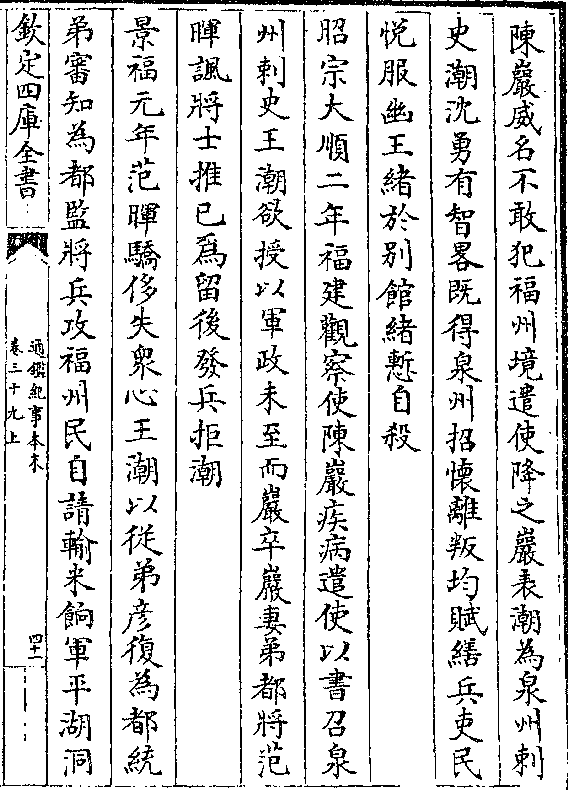 陳巖威名不敢犯福州境遣使降之巖表潮為泉州刺
史潮沈勇有智畧既得泉州招懷離叛均賦繕兵吏民
悦服幽王緒於别館緒慙自殺
昭宗大順二年福建觀察使陳巖疾病遣使以書召泉
州刺史王潮欲授以軍政未至而巖卒巖妻弟都將范
暉諷將士推已爲留後發兵拒潮
景福元年范暉驕侈失衆心王潮以從弟彦復為都統
弟審知為都監將兵攻福州民自請輸米餉軍平湖洞
欽定四庫全書
通鑑紀事本末
卷三十九上
四十一